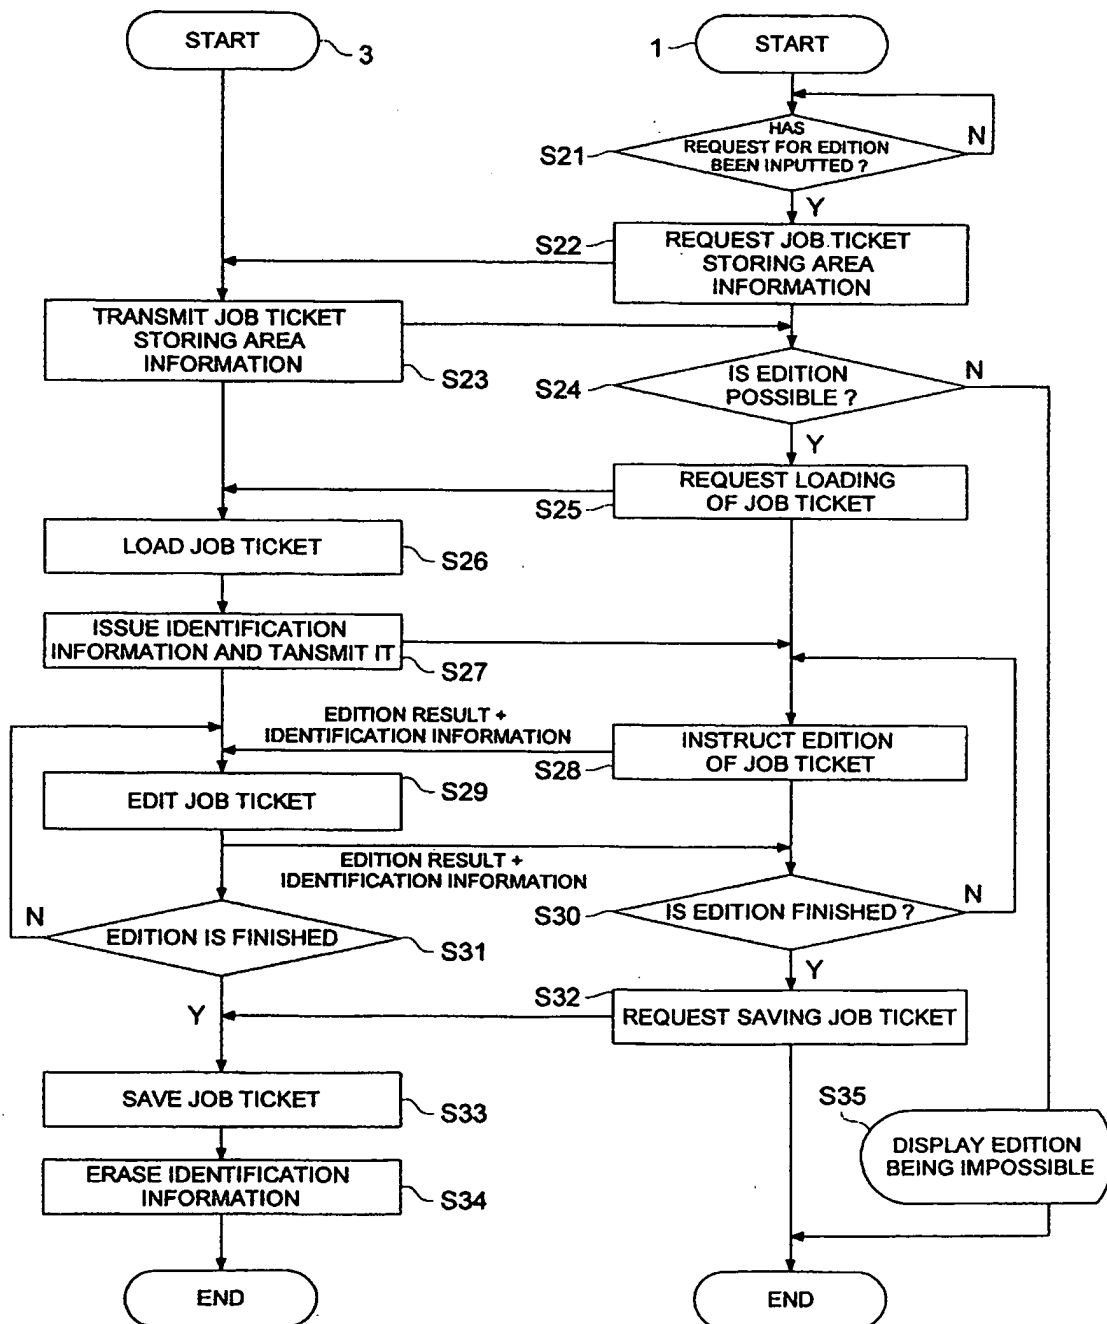 START
3
1
START
HAS
REQUEST FOR EDITION
BEEN INPUTTED ?
N
S21
Y
S22
REQUEST JOB TICKET
STORING AREA
INFORMATION
TRANSMIT JOB TICKET
STORING AREA
INFORMATION
S23
S24
IS EDITION
POSSIBLE ?
N
Y
REQUEST LOADING
OF JOB TICKET
S25
LOAD JOB TICKET
S26
ISSUE IDENTIFICATION
INFORMATION AND TANSMIT IT
S27
EDITION RESULT +
IDENTIFICATION INFORMATION
INSTRUCT EDITION
OF JOB TICKET
S28
EDIT JOB TICKET
S29
EDITION RESULT +
IDENTIFICATION INFORMATION
S30
IS EDITION FINISHED ?
N
N
EDITION IS FINISHED
S31
Y
Y
S32
REQUEST SAVING JOB TICKET
SAVE JOB TICKET
S33
S35
DISPLAY EDITION
BEING IMPOSSIBLE
ERASE IDENTIFICATION
INFORMATION
S34
END
END